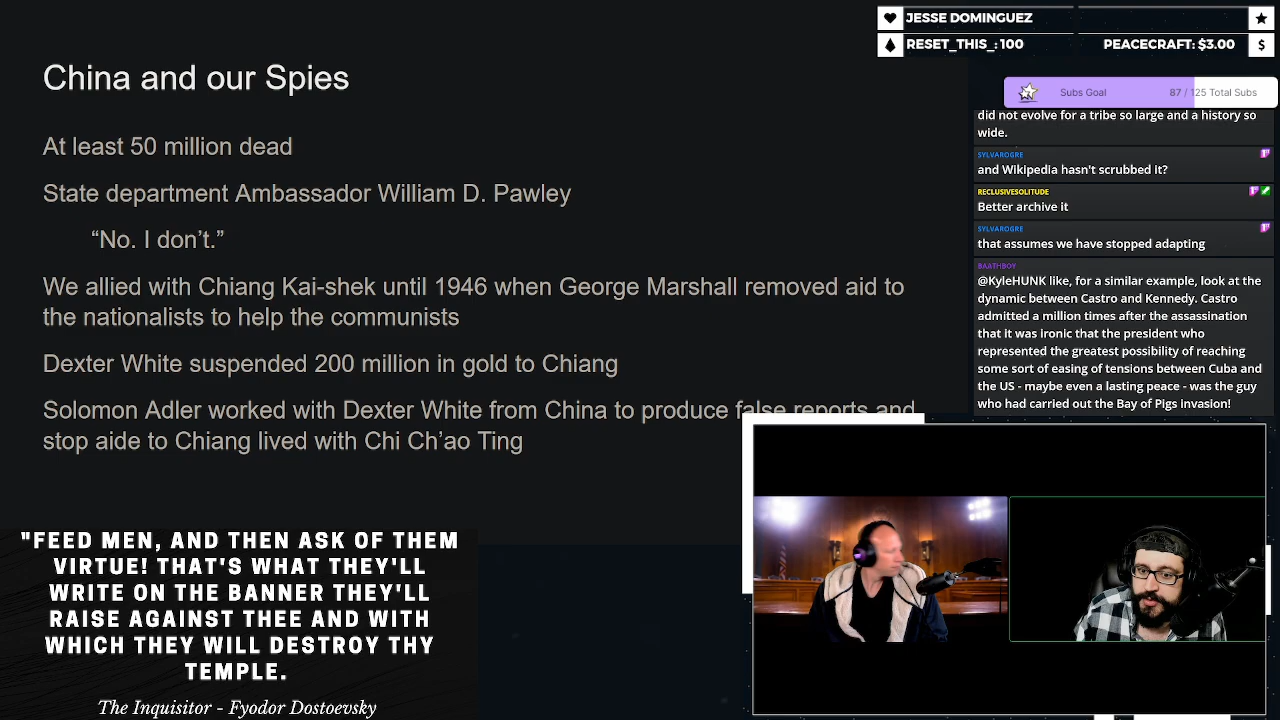 China and our Spies
At least 50 million dead
State department Ambassador William D. Pawley
“No. I don’t.”
We allied with Chiang Kai-shek until 1946 when George Marshall removed aid to
the nationalists to help the communists
Dexter White suspended 200 million in gold to Chiang
Solomon Adler worked with Dexter White from China to produce false reports and
stop aide to Chiang lived with Chi Ch’ao Ting
"FEED MEN, AND THEN ASK OF THEM
VIRTUE! THAT'S WHAT THEY'LL
WRITE ON THE BANNER THEY'LL
RAISE AGAINST THEE AND WITH
WHICH THEY WILL DESTROY THY
TEMPLE.
The Inquisitor - Fyodor Dostoevsky
JESSE DOMINGUEZ
RESET_THIS_: 100
PEACECRAFT: $3.00
$
Subs Goal
87 / 125 Total Subs
did not evolve for a tribe so large and a history so
wide.
SYLVAROGRE
and Wikipedia hasn't scrubbed it?
RECLUSIVESOLITUDE
Better archive it
SYLVAROGRE
that assumes we have stopped adapting
BAATHBOY
@KyleHUNK like, for a similar example, look at the
dynamic between Castro and Kennedy. Castro
admitted a million times after the assassination
that it was ironic that the president who
represented the greatest possibility of reaching
some sort of easing of tensions between Cuba and
the US - maybe even a lasting peace - was the guy
who had carried out the Bay of Pigs invasion!